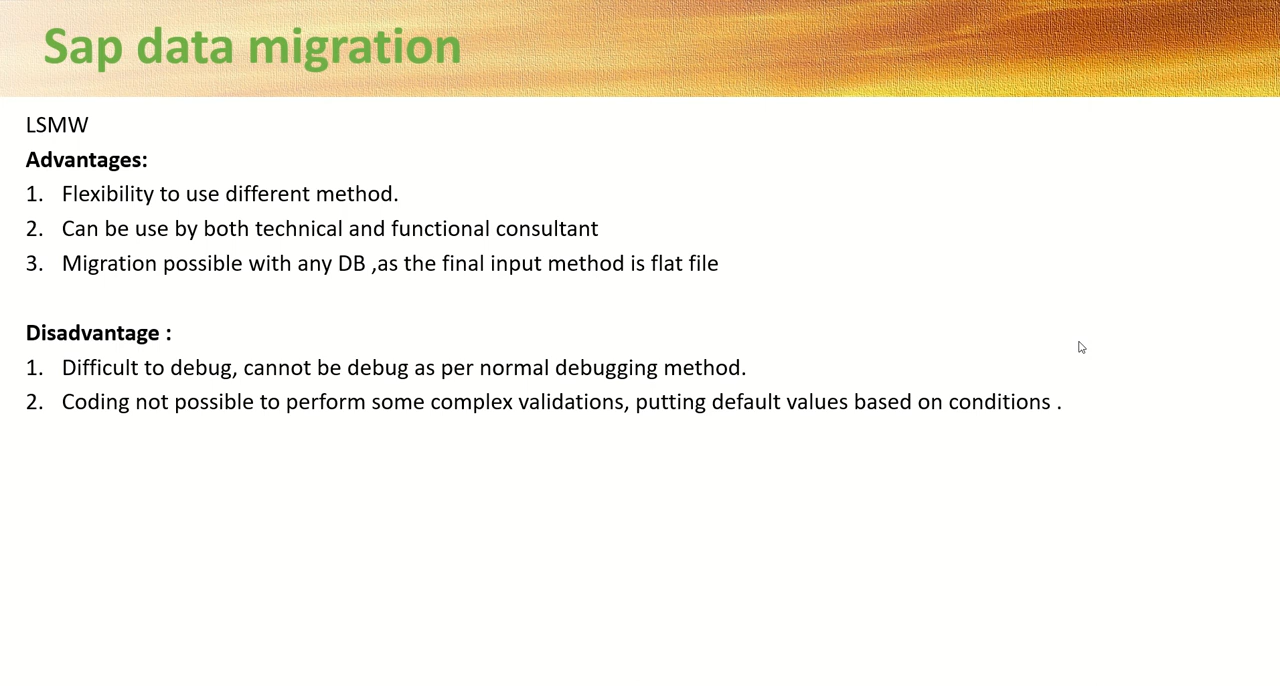 Sap data migration
LSMW
Advantages:
1. Flexibility to use different method.
2. Can be use by both technical and functional consultant
3. Migration possible with any DB ,as the final input method is flat file
Disadvantage :
1. Difficult to debug, cannot be debug as per normal debugging method.
2. Coding not possible to perform some complex validations, putting default values based on conditions .